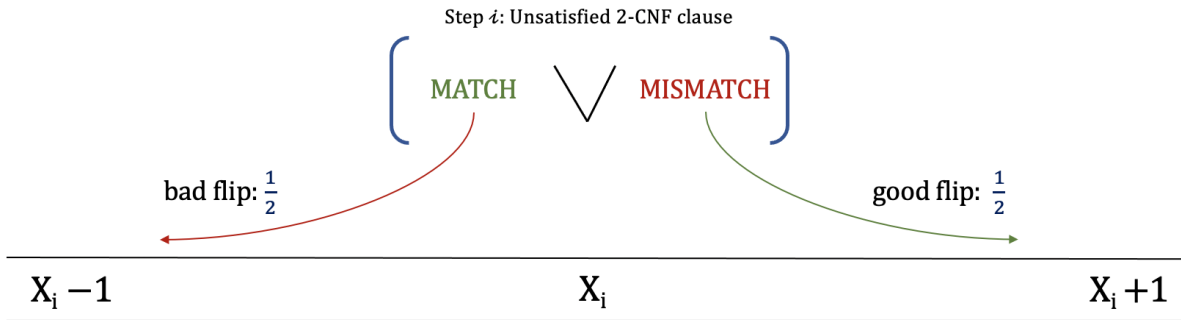 Step i: Unsatisfied 2-CNF clause
[ MATCH ∨ MISMATCH ]
bad flip: 1/2
good flip: 1/2
Xᵢ −1
Xᵢ
Xᵢ +1